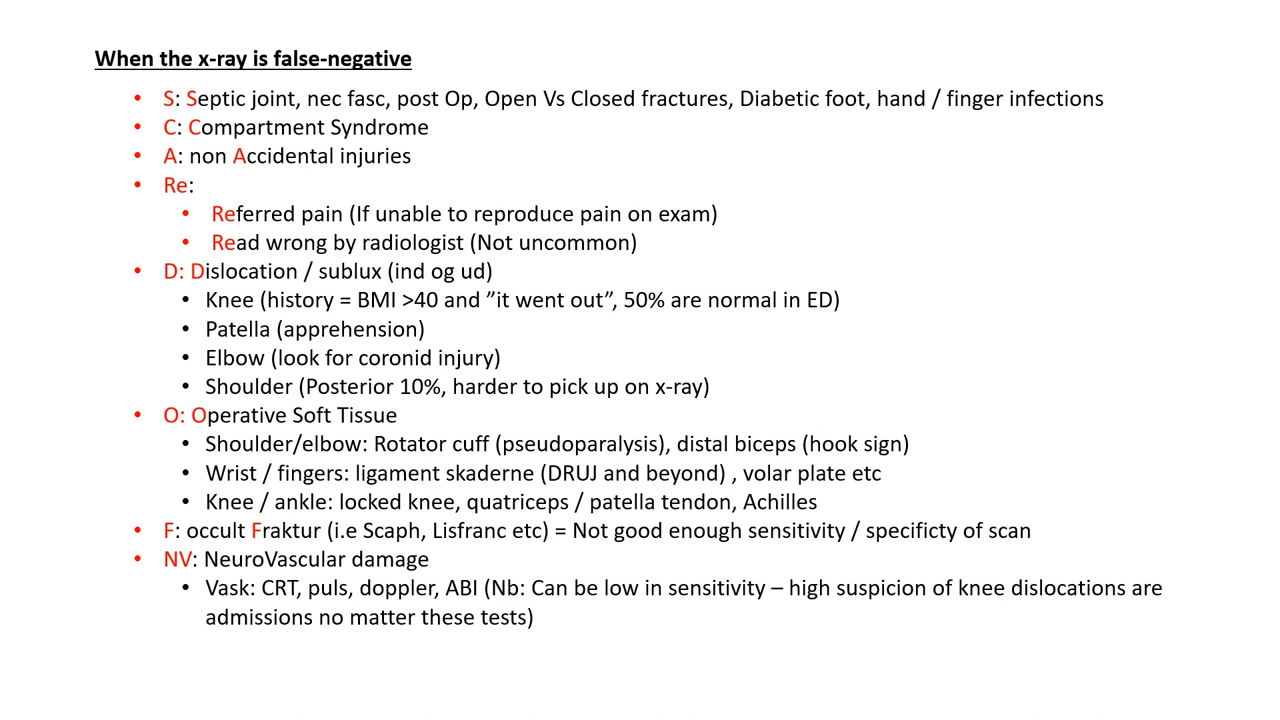 When the x-ray is false-negative
• S: Septic joint, nec fasc, post Op, Open Vs Closed fractures, Diabetic foot, hand / finger infections
• C: Compartment Syndrome
• A: non Accidental injuries
• Re:
• Referred pain (If unable to reproduce pain on exam)
• Read wrong by radiologist (Not uncommon)
• D: Dislocation / sublux (ind og ud)
• Knee (history = BMI >40 and ”it went out”, 50% are normal in ED)
• Patella (apprehension)
• Elbow (look for coronid injury)
• Shoulder (Posterior 10%, harder to pick up on x-ray)
• O: Operative Soft Tissue
• Shoulder/elbow: Rotator cuff (pseudoparalysis), distal biceps (hook sign)
• Wrist / fingers: ligament skaderne (DRUJ and beyond) , volar plate etc
• Knee / ankle: locked knee, quatriceps / patella tendon, Achilles
• F: occult Fraktur (i.e Scaph, Lisfranc etc) = Not good enough sensitivity / specificty of scan
• NV: NeuroVascular damage
• Vask: CRT, puls, doppler, ABI (Nb: Can be low in sensitivity – high suspicion of knee dislocations are
admissions no matter these tests)